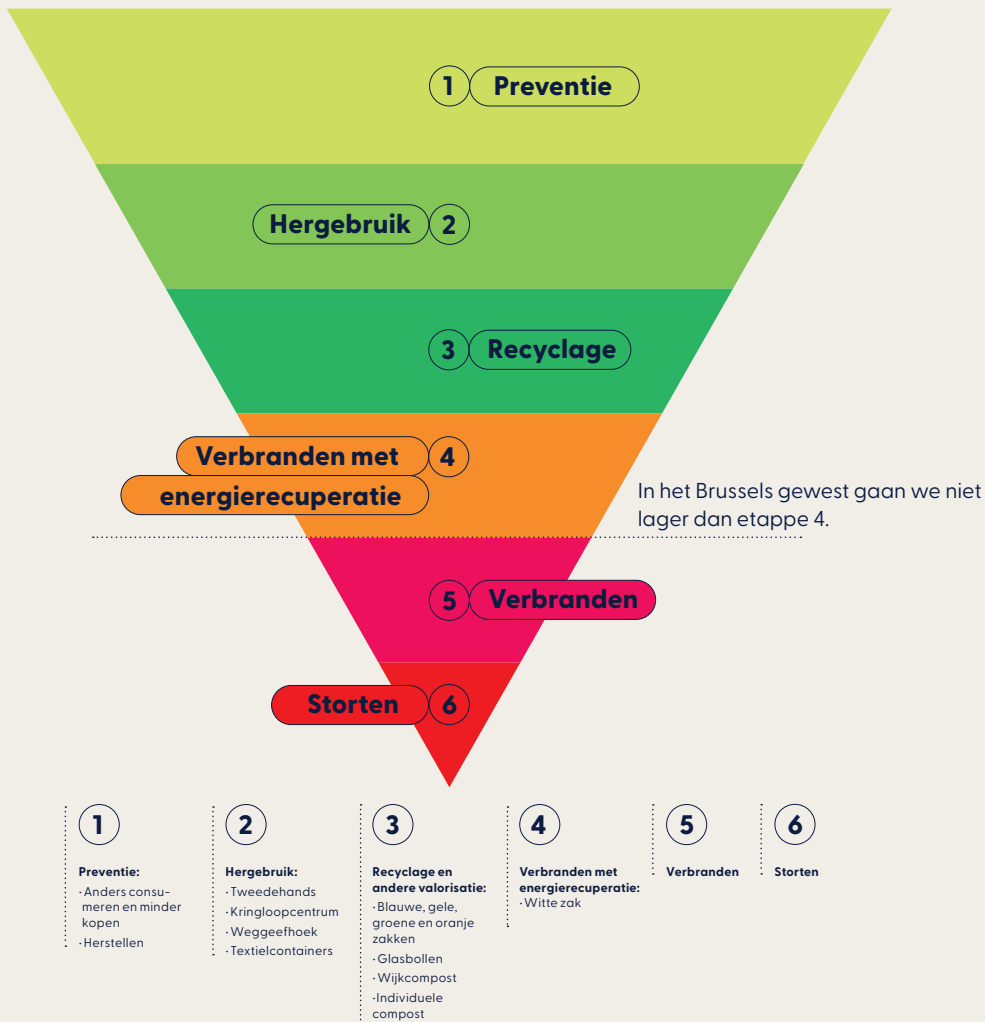 1 Preventie
Hergebruik 2
3 Recyclage
Verbranden met 4
energierecuperatie
In het Brussels gewest gaan we niet
lager dan etappe 4.
5 Verbranden
Storten 6
1
Preventie:
· Anders consu-
meren en minder
kopen
· Herstellen
2
Hergebruik:
· Tweedehands
· Kringloopcentrum
· Weggeefhoek
· Textielcontainers
3
Recyclage en
andere valorisatie:
· Blauwe, gele,
groene en oranje
zakken
· Glasbollen
· Wijkcompost
· Individuele
compost
4
Verbranden met
energierecuperatie:
· Witte zak
5
Verbranden
6
Storten